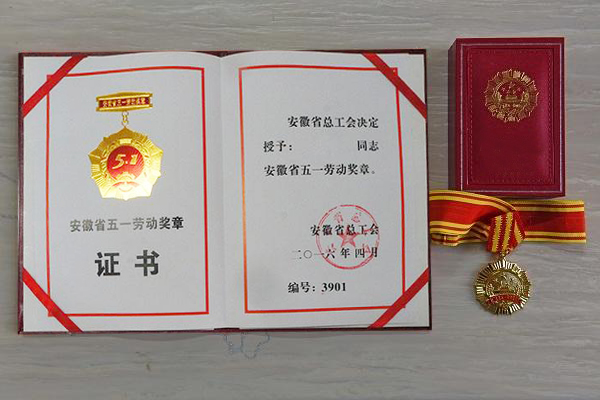 安徽省五一劳动奖章
5.1
安徽省五一劳动奖章
证书
安徽省总工会决定
授予： 同志
安徽省五一劳动奖章。
安徽省总工会
二〇一六年四月
编号：3901